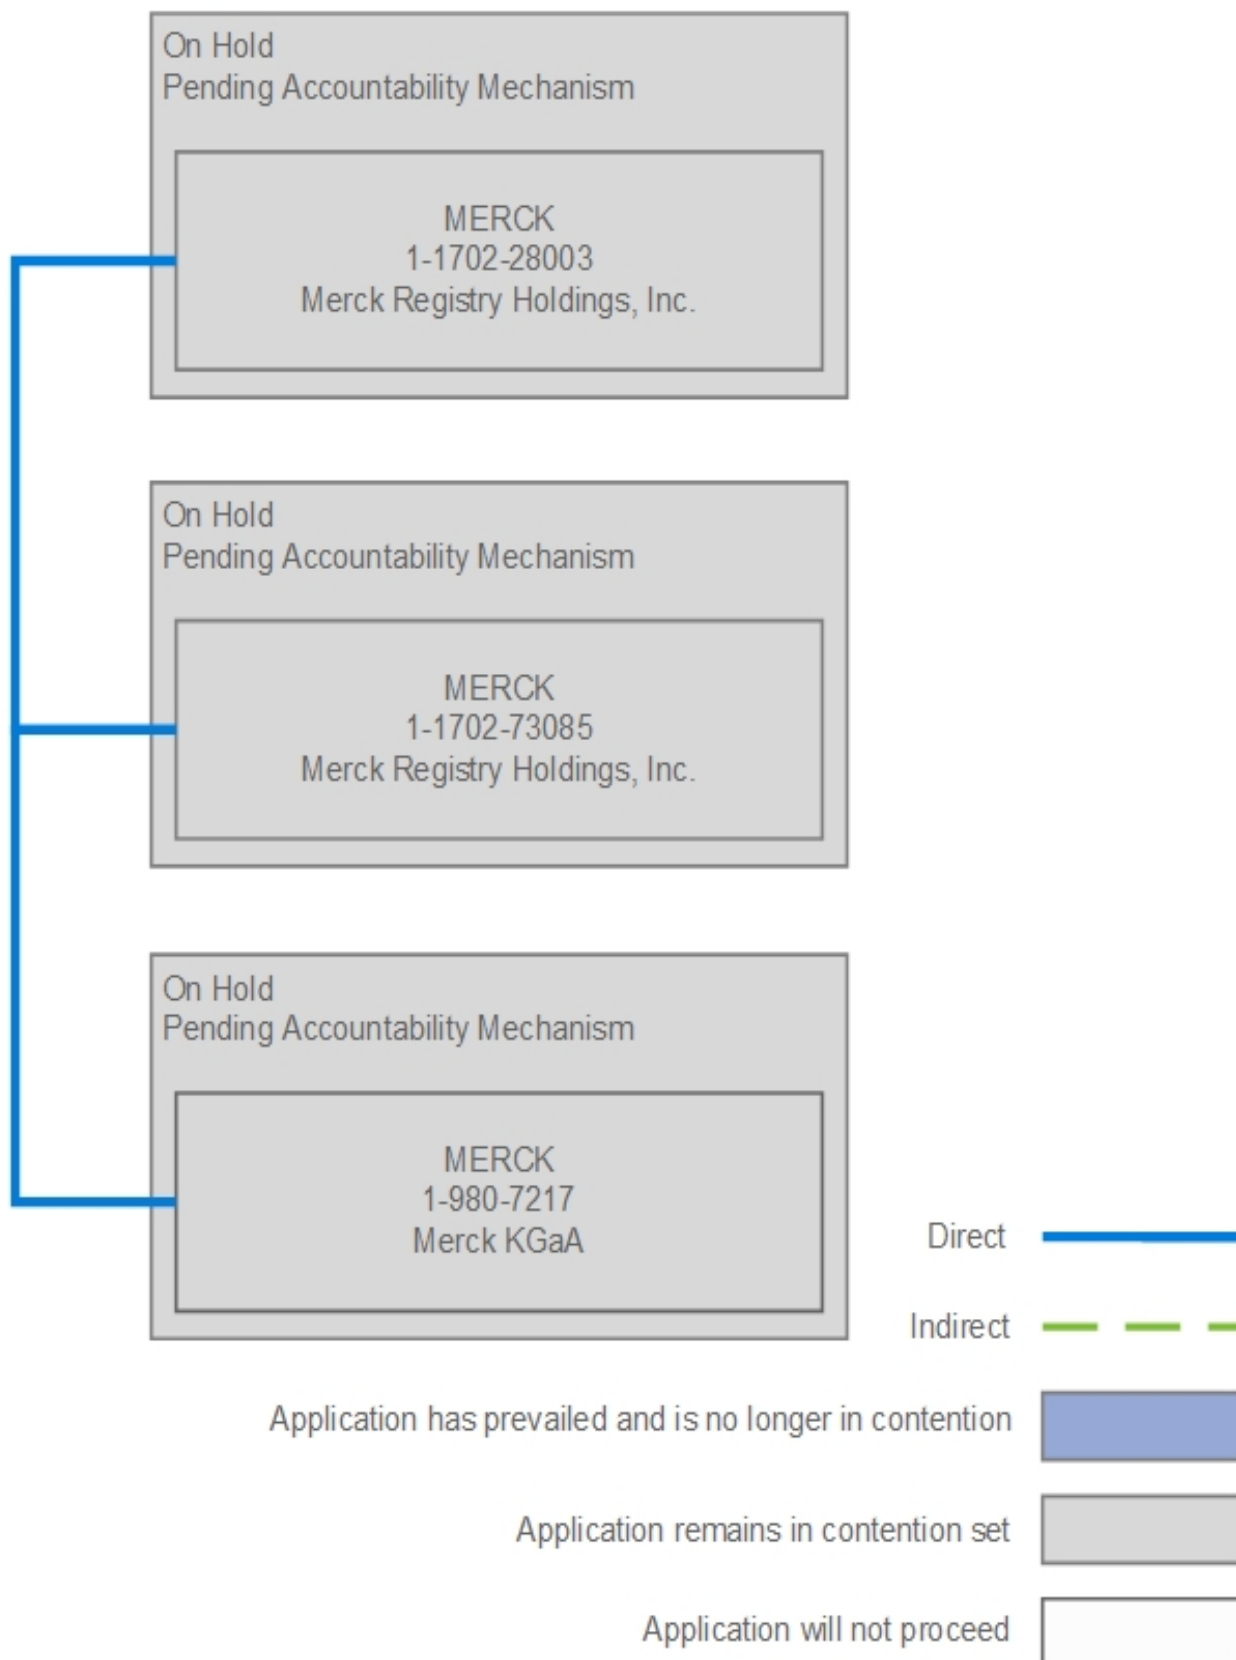 On Hold
Pending Accountability Mechanism
MERCK
1-1702-28003
Merck Registry Holdings, Inc.
On Hold
Pending Accountability Mechanism
MERCK
1-1702-73085
Merck Registry Holdings, Inc.
On Hold
Pending Accountability Mechanism
MERCK
1-980-7217
Merck KGaA
Direct
Indirect
Application has prevailed and is no longer in contention
Application remains in contention set
Application will not proceed